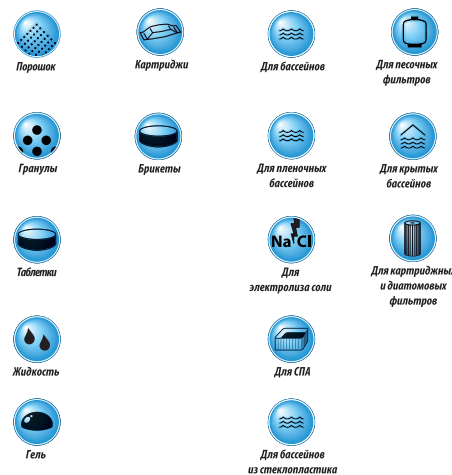 Порошок
Картриджи
Для бассейнов
Для песочных
фильтров
Гранулы
Брикеты
Для пленочных
бассейнов
Для крытых
бассейнов
Таблетки
NaCl
Для
электролиза соли
Для картриджных
и диатомовых
фильтров
Жидкость
Для СПА
Гель
Для бассейнов
из стеклопластика